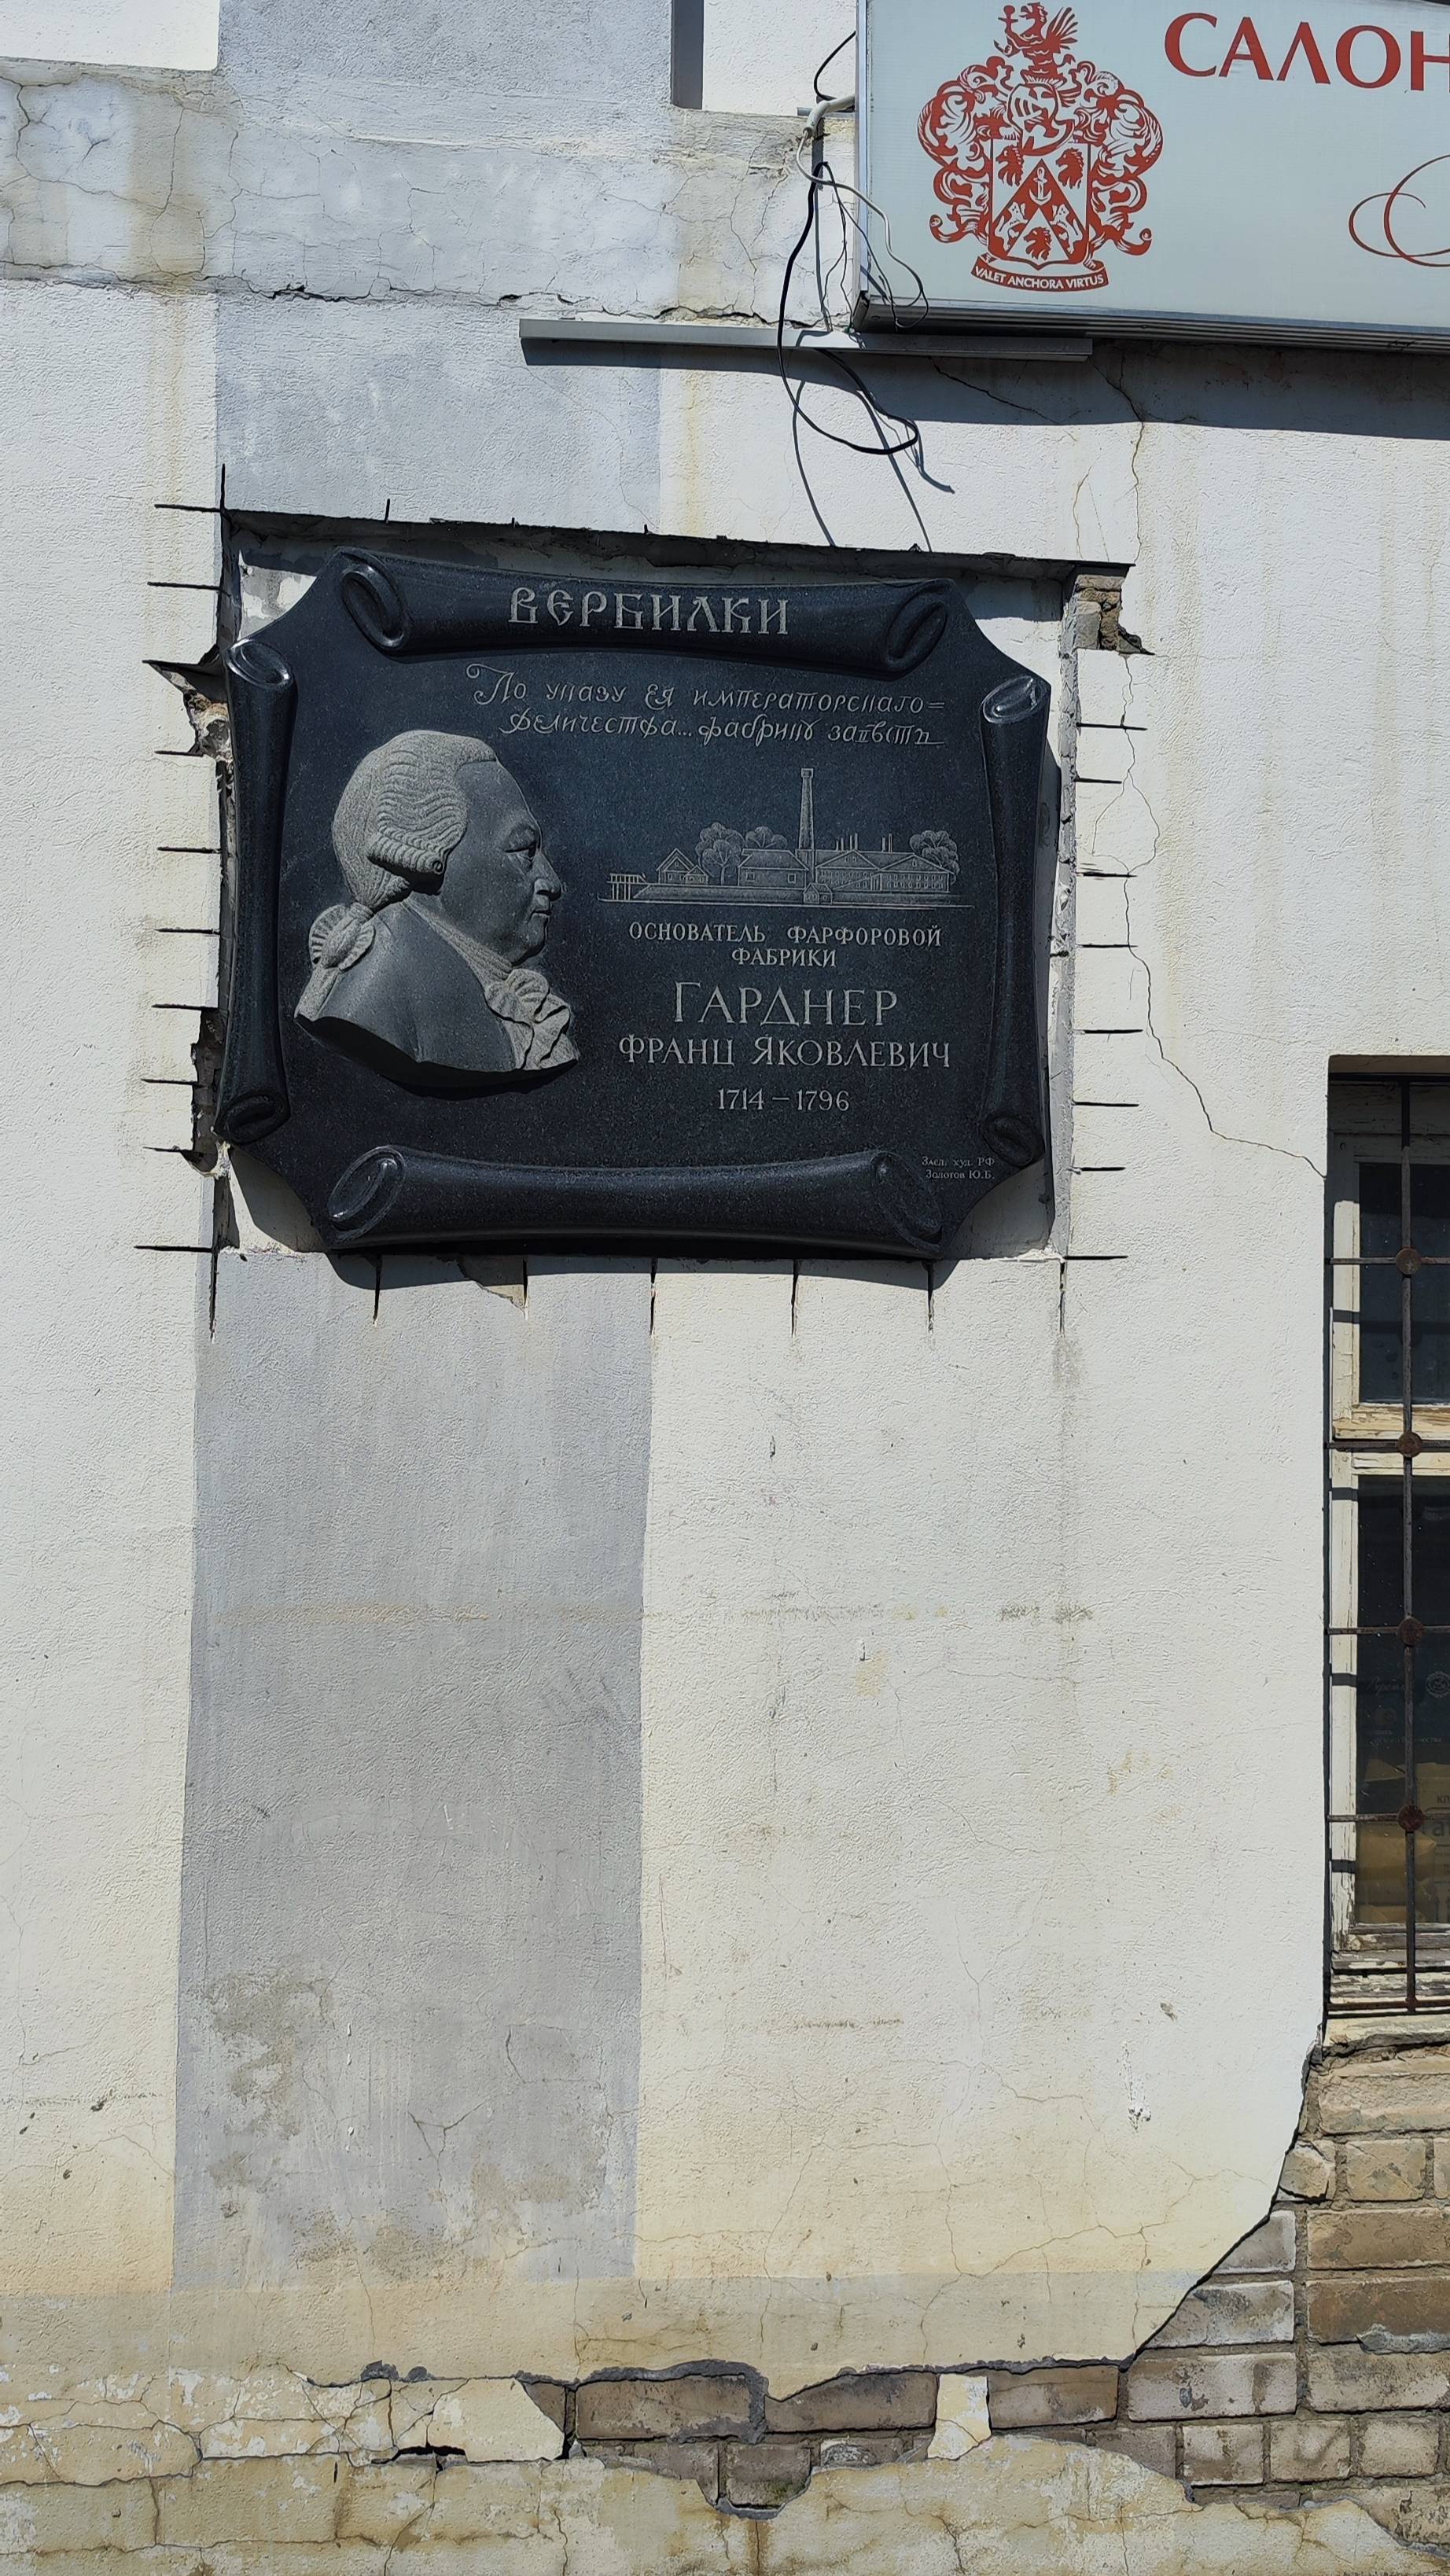 САЛОН
VALET ANCHORA VIRTUS
ВЕРБИЛКИ
По указу ЕЯ императорскаго=
величества... фабрику завѣсть
ОСНОВАТЕЛЬ ФАРФОРОВОЙ
ФАБРИКИ
ГАРДНЕР
ФРАНЦ ЯКОВЛЕВИЧ
1714 – 1796
Засл. худ. РФ
Золотов Ю.Б.